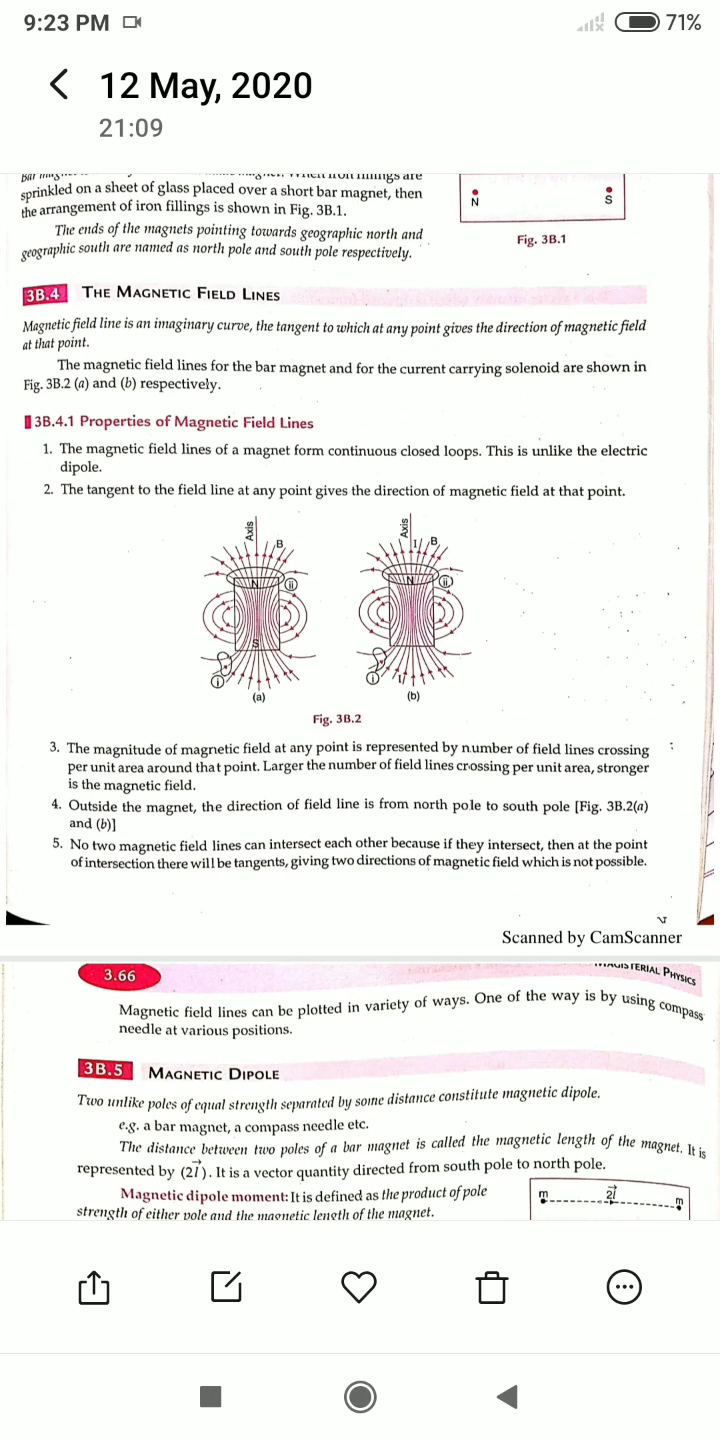 9:23 PM
71%
12 May, 2020
21:09
sprinkled on a sheet of glass placed over a short bar magnet, then
the arrangement of iron fillings is shown in Fig. 3B.1.
The ends of the magnets pointing towards geographic north and
geographic south are named as north pole and south pole respectively.
N
S
Fig. 3B.1
3B.4 THE MAGNETIC FIELD LINES
Magnetic field line is an imaginary curve, the tangent to which at any point gives the direction of magnetic field
at that point.
The magnetic field lines for the bar magnet and for the current carrying solenoid are shown in
Fig. 3B.2 (a) and (b) respectively.
3B.4.1 Properties of Magnetic Field Lines
1. The magnetic field lines of a magnet form continuous closed loops. This is unlike the electric
dipole.
2. The tangent to the field line at any point gives the direction of magnetic field at that point.
Axis
B
N
ii
S
i
(a)
Axis
I
B
N
ii
i
I
(b)
Fig. 3B.2
3. The magnitude of magnetic field at any point is represented by number of field lines crossing
per unit area around that point. Larger the number of field lines crossing per unit area, stronger
is the magnetic field.
4. Outside the magnet, the direction of field line is from north pole to south pole [Fig. 3B.2(a)
and (b)]
5. No two magnetic field lines can intersect each other because if they intersect, then at the point
of intersection there will be tangents, giving two directions of magnetic field which is not possible.
Scanned by CamScanner
3.66
PHYSICS
Magnetic field lines can be plotted in variety of ways. One of the way is by using compass
needle at various positions.
3B.5 MAGNETIC DIPOLE
Two unlike poles of equal strength separated by some distance constitute magnetic dipole.
e.g. a bar magnet, a compass needle etc.
The distance between two poles of a bar magnet is called the magnetic length of the magnet. It is
represented by (2l⃗). It is a vector quantity directed from south pole to north pole.
Magnetic dipole moment: It is defined as the product of pole
strength of either pole and the magnetic length of the magnet.
m
2l⃗
m